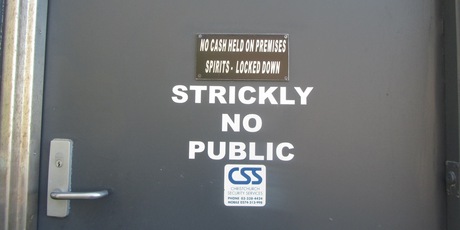 NO CASH HELD ON PREMISES
SPIRITS - LOCKED DOWN
STRICKLY
NO
PUBLIC
CSS
CHRISTCHURCH
SECURITY SERVICES